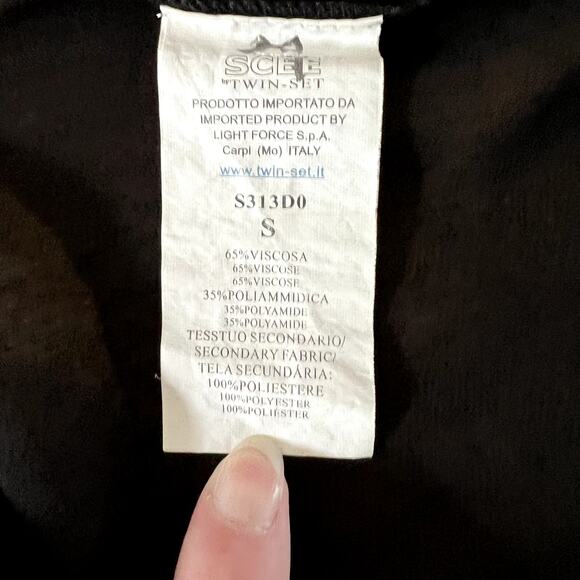 SCEE
by TWIN-SET
PRODOTTO IMPORTATO DA
IMPORTED PRODUCT BY
LIGHT FORCE S.p.A.
Carpi (Mo) ITALY
www.twin-set.it
S313D0
S
65%VISCOSA
65%VISCOSE
65%VISCOSE
35%POLIAMMIDICA
35%POLYAMIDE
35%POLYAMIDE
TESSTUO SECONDARIO/
SECONDARY FABRIC/
TELA SECUNDÀRIA:
100%POLIESTERE
100%POLYESTER
100%POLIÉSTER